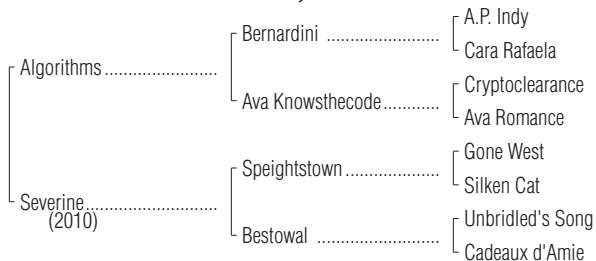 A.P. Indy
Bernardini ......................
Cara Rafaela
Algorithms .....................
Cryptoclearance
Ava Knowsthecode...........
Ava Romance
Gone West
Speightstown ..................
Silken Cat
Severine.........................
(2010)
Unbridled's Song
Bestowal .......................
Cadeaux d'Amie